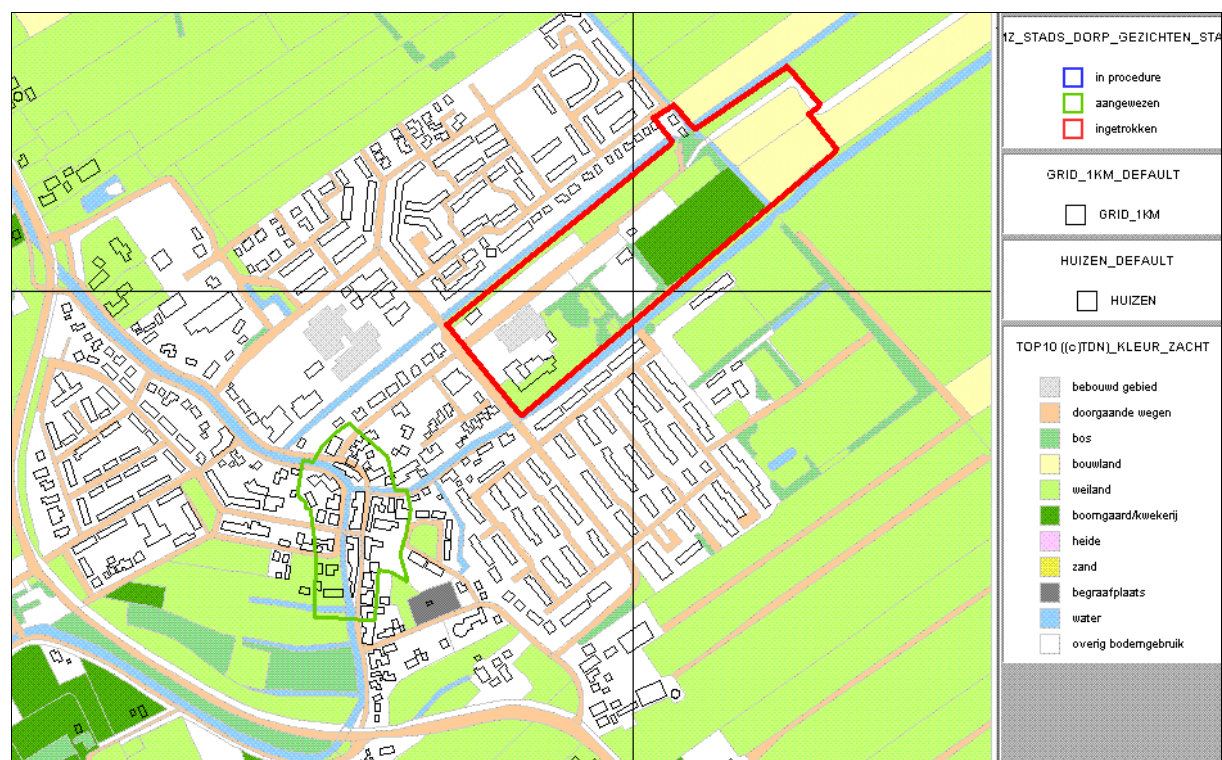 MZ_STADS_DORP_GEZICHTEN_STA
in procedure
aangewezen
ingetrokken
GRID_1KM_DEFAULT
GRID_1KM
HUIZEN_DEFAULT
HUIZEN
TOP10 ((c)TDN)_KLEUR_ZACHT
bebouwd gebied
doorgaande wegen
bos
bouwland
weiland
boomgaard/kwekerij
heide
zand
begraafplaats
water
overig bodemgebruik